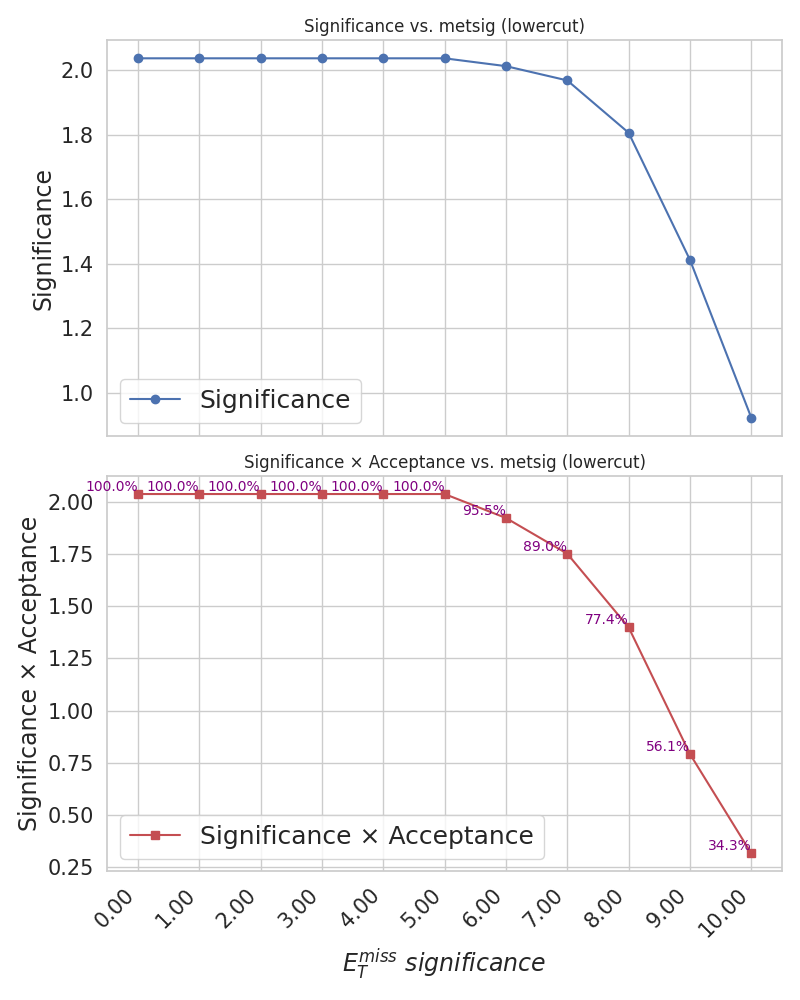 Significance vs. metsig (lowercut)
2.0
1.8
1.6
1.4
1.2
1.0
Significance
Significance
Significance × Acceptance vs. metsig (lowercut)
100.0% 100.0% 100.0% 100.0% 100.0% 100.0%
95.5%
89.0%
77.4%
56.1%
34.3%
2.00
1.75
1.50
1.25
1.00
0.75
0.50
0.25
Significance × Acceptance
Significance × Acceptance
0.00 1.00 2.00 3.00 4.00 5.00 6.00 7.00 8.00 9.00 10.00
$E_T^{miss}$ significance